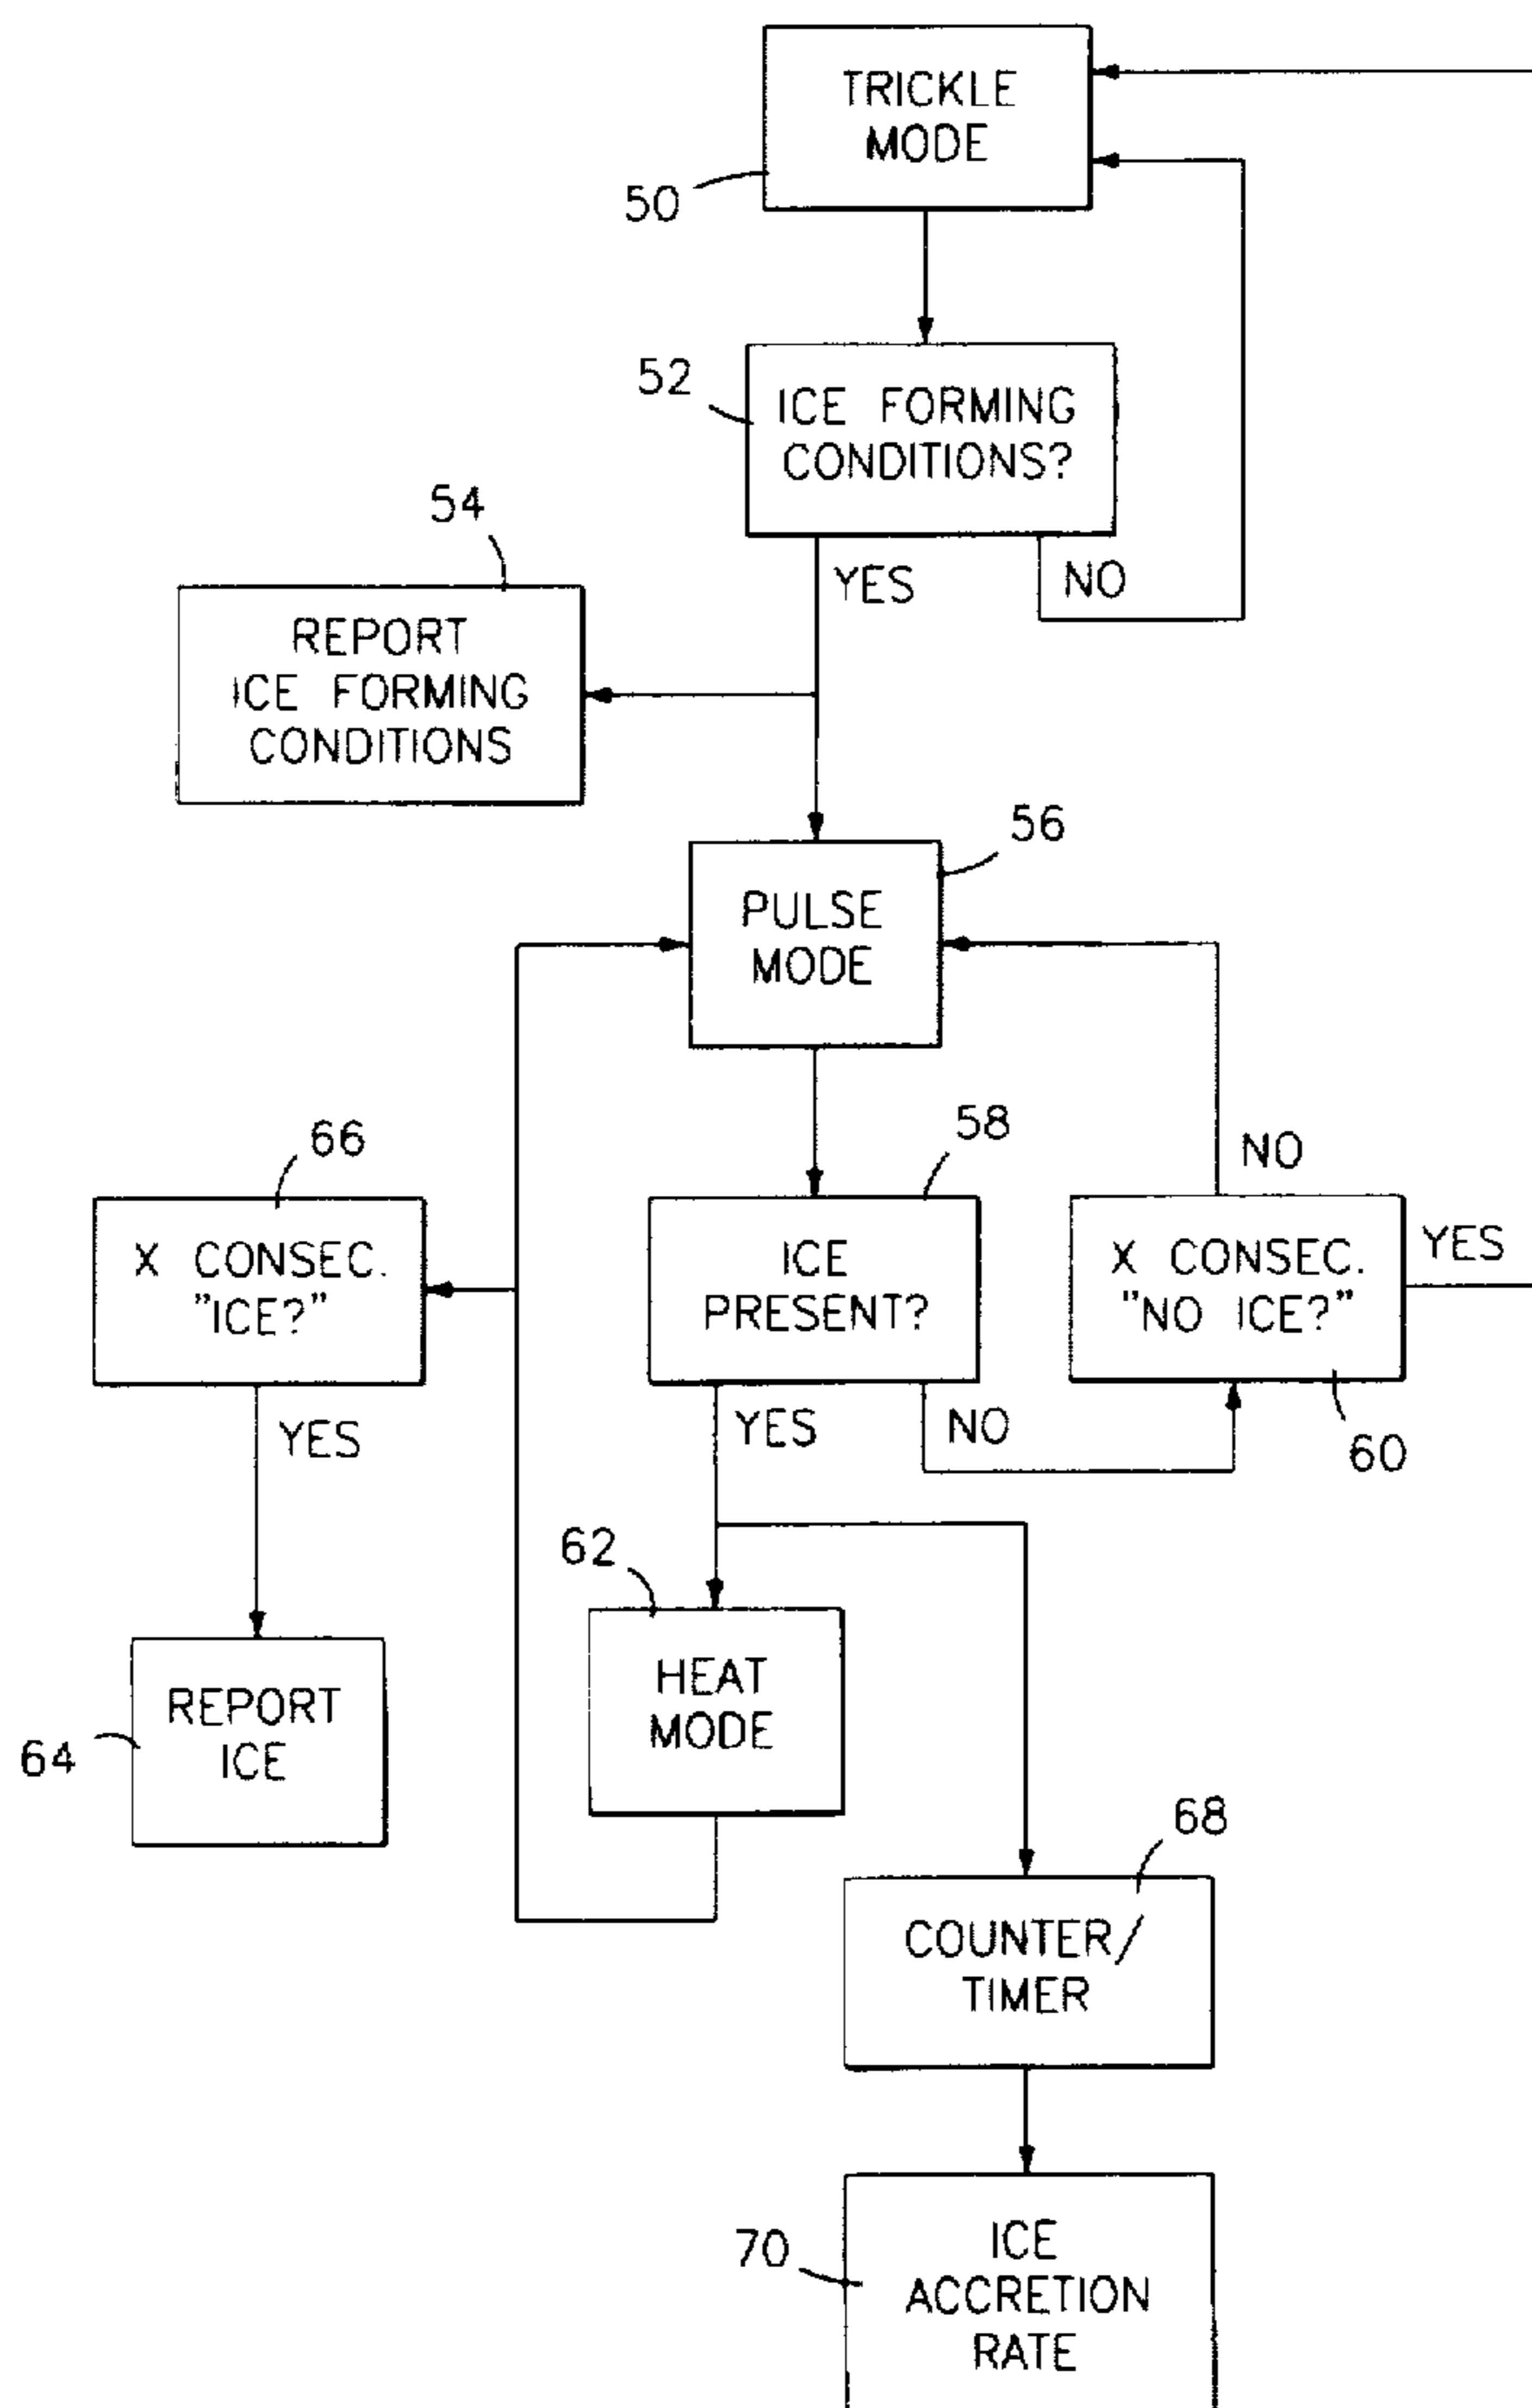 TRICKLE
MODE
50
52
ICE FORMING
CONDITIONS?
54
YES
NO
REPORT
ICE FORMING
CONDITIONS
56
PULSE
MODE
58
66
NO
X CONSEC.
"ICE?"
ICE
PRESENT?
X CONSEC.
"NO ICE?"
YES
YES
YES
NO
60
62
HEAT
MODE
REPORT
ICE
64
68
COUNTER/
TIMER
70
ICE
ACCRETION
RATE